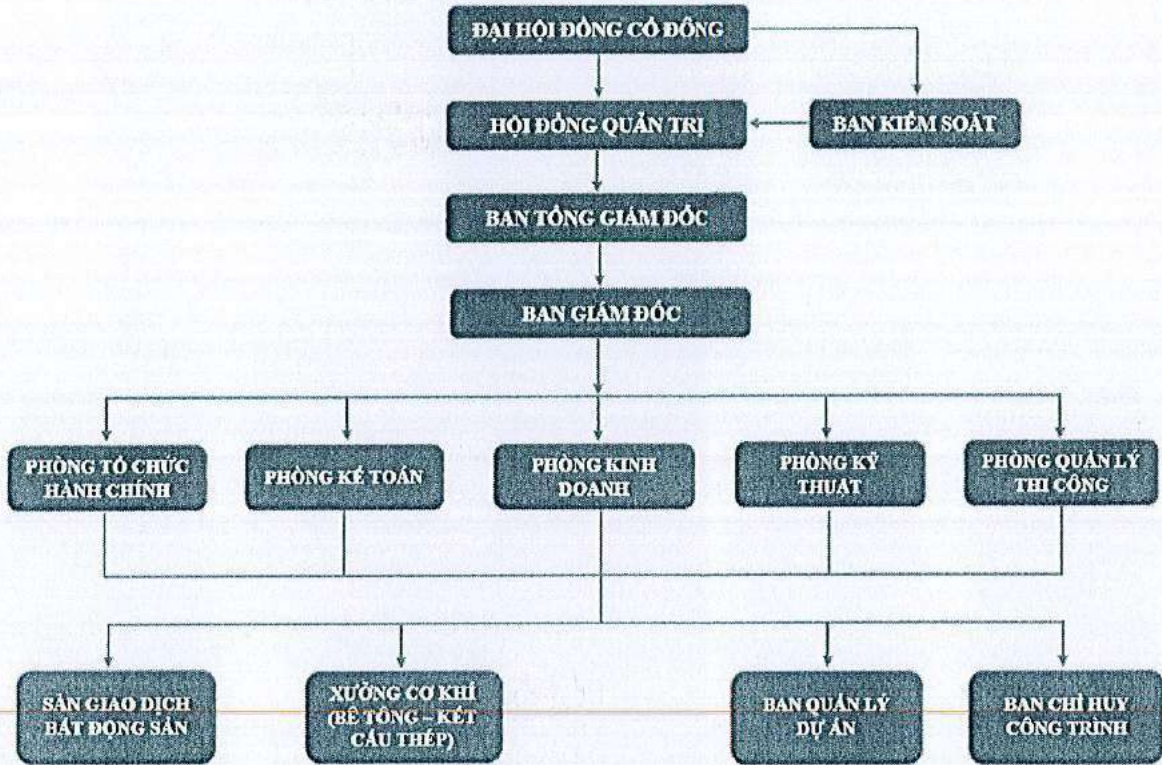 ĐẠI HỘI ĐỒNG CỔ ĐÔNG
HỘI ĐỒNG QUẢN TRỊ
BAN KIỂM SOÁT
BAN TỔNG GIÁM ĐỐC
BAN GIÁM ĐỐC
PHÒNG TỔ CHỨC
HÀNH CHÍNH
PHÒNG KẾ TOÁN
PHÒNG KINH
DOANH
PHÒNG KỸ
THUẬT
PHÒNG QUẢN LÝ
THI CÔNG
SÀN GIAO DỊCH
BẤT ĐỘNG SẢN
XƯỞNG CƠ KHÍ
(BÊ TÔNG – KẾT
CẤU THÉP)
BAN QUẢN LÝ
DỰ ÁN
BAN CHỈ HUY
CÔNG TRÌNH